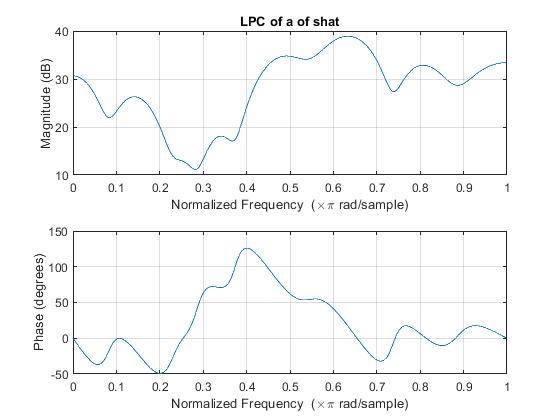 LPC of a of shat
40
30
20
10
Magnitude (dB)
0 0.1 0.2 0.3 0.4 0.5 0.6 0.7 0.8 0.9 1
Normalized Frequency (×π rad/sample)
150
100
50
0
-50
Phase (degrees)
0 0.1 0.2 0.3 0.4 0.5 0.6 0.7 0.8 0.9 1
Normalized Frequency (×π rad/sample)